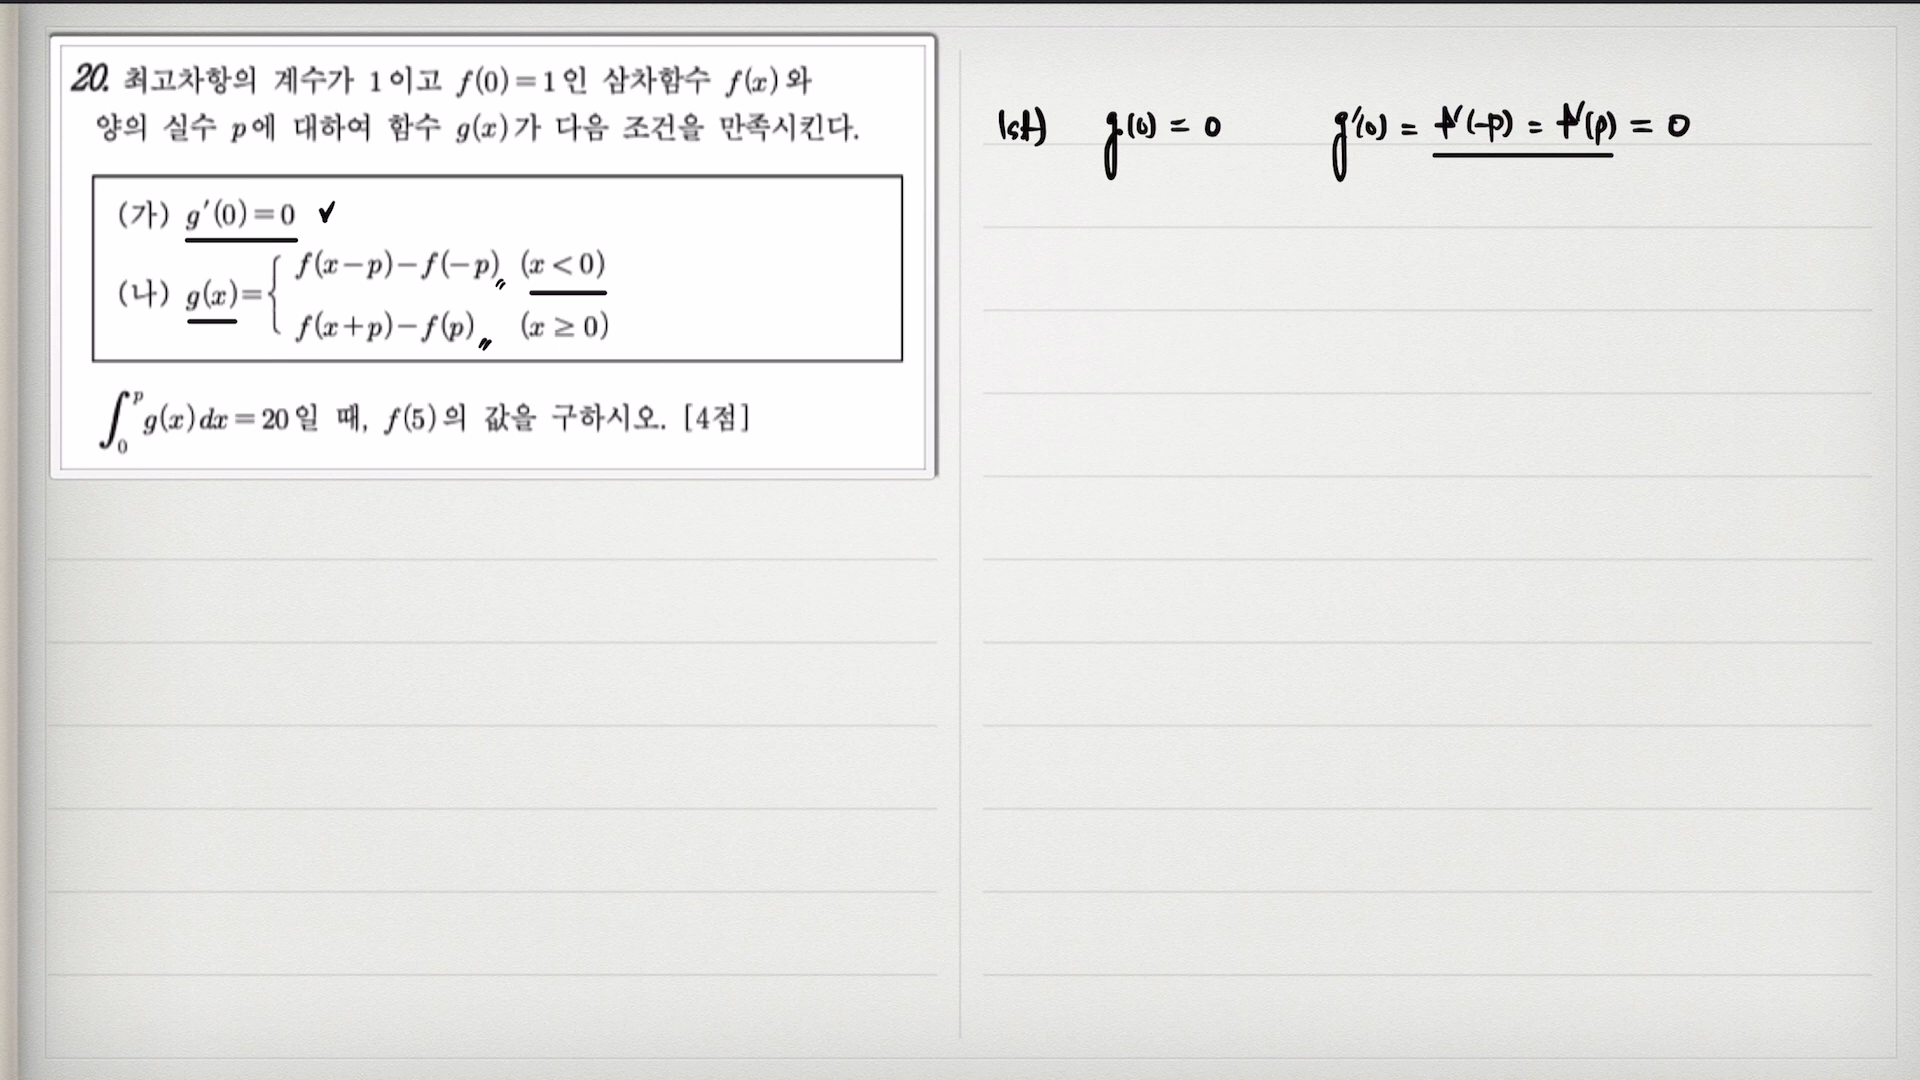 20. 최고차항의 계수가 1이고 f(0)=1인 삼차함수 f(x)와
양의 실수 p에 대하여 함수 g(x)가 다음 조건을 만족시킨다.
(가) g′(0)=0 ✓
(나) g(x)={ f(x−p)−f(−p) (x<0)
f(x+p)−f(p) (x≥0)
∫₀ᵖ g(x)dx=20일 때, f(5)의 값을 구하시오. [4점]
1st) g(0) = 0 g′(0) = f′(-p) = f′(p) = 0